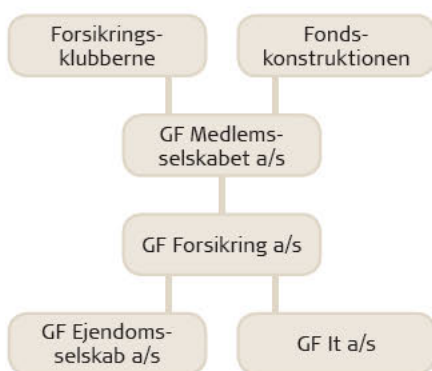 Forsikrings-
klubberne
Fonds-
konstruktionen
GF Medlems-
selskabet a/s
GF Forsikring a/s
GF Ejendoms-
selskab a/s
GF It a/s